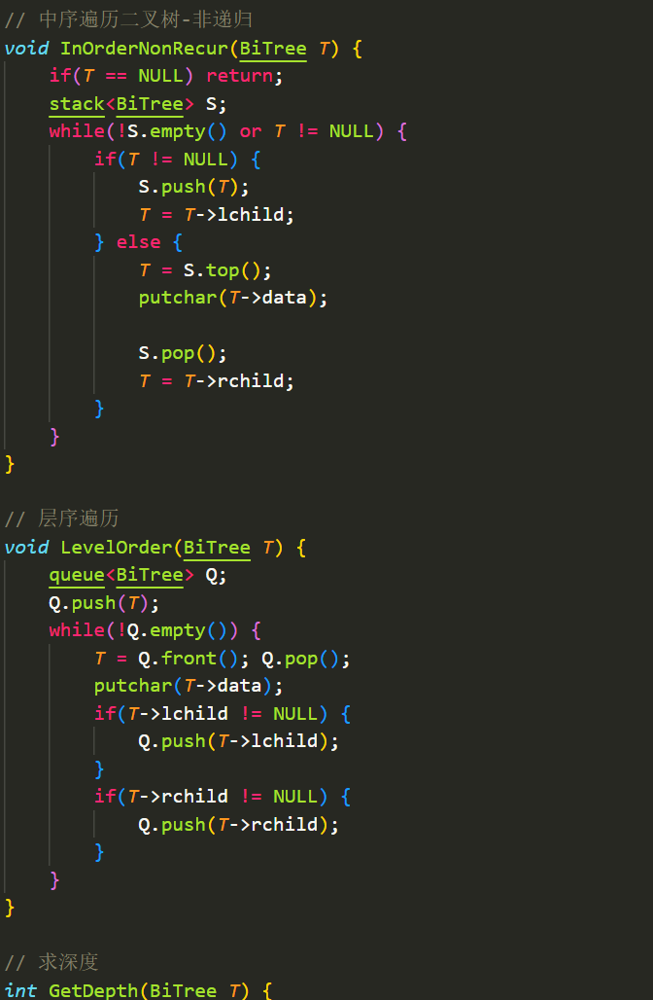 // 中序遍历二叉树-非递归
void InOrderNonRecur(BiTree T) {
    if(T == NULL) return;
    stack<BiTree> S;
    while(!S.empty() or T != NULL) {
        if(T != NULL) {
            S.push(T);
            T = T->lchild;
        } else {
            T = S.top();
            putchar(T->data);

            S.pop();
            T = T->rchild;
        }
    }
}

// 层序遍历
void LevelOrder(BiTree T) {
    queue<BiTree> Q;
    Q.push(T);
    while(!Q.empty()) {
        T = Q.front(); Q.pop();
        putchar(T->data);
        if(T->lchild != NULL) {
            Q.push(T->lchild);
        }
        if(T->rchild != NULL) {
            Q.push(T->rchild);
        }
    }
}

// 求深度
int GetDepth(BiTree T) {